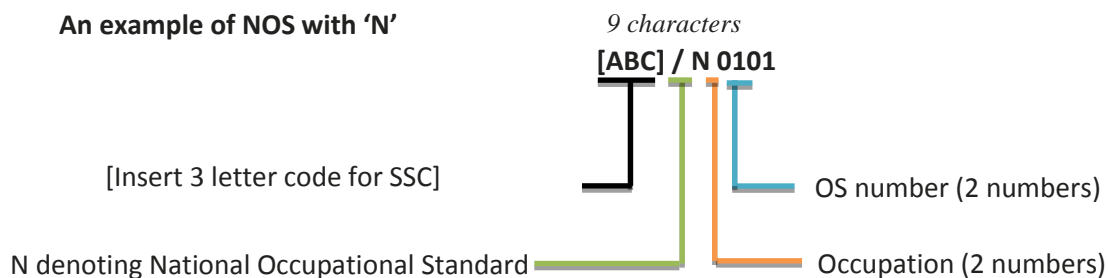 An example of NOS with ‘N’
9 characters
[ABC] / N 0101
[Insert 3 letter code for SSC]
OS number (2 numbers)
N denoting National Occupational Standard
Occupation (2 numbers)